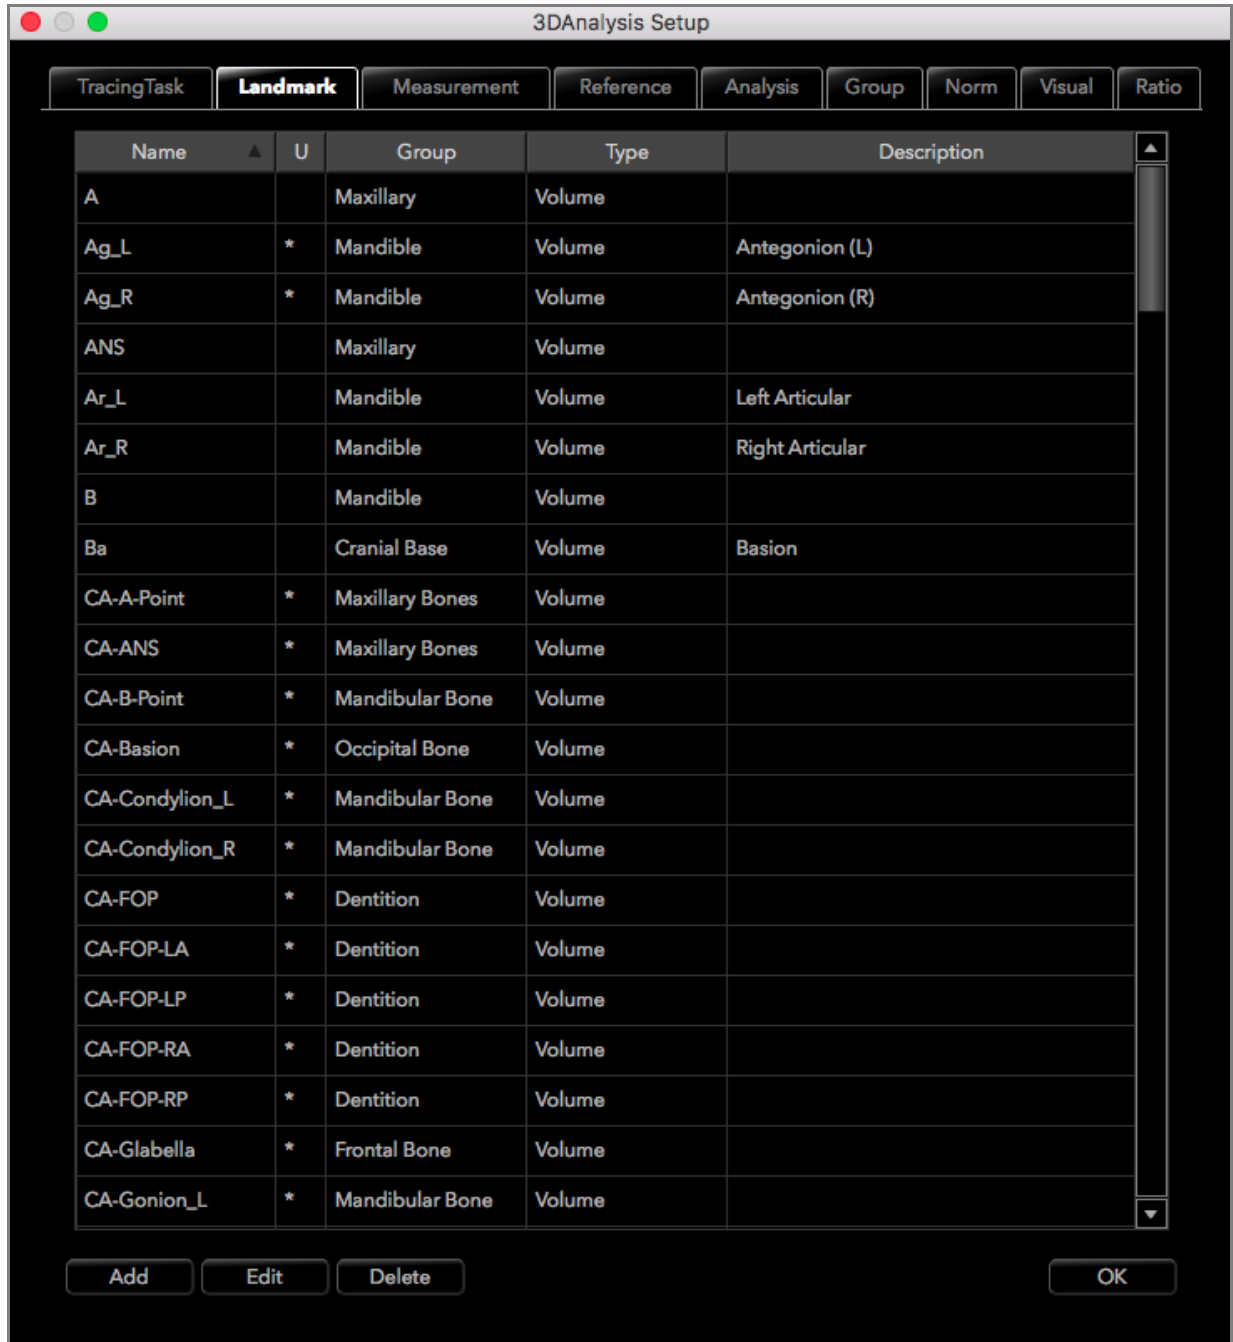 3DAnalysis Setup
TracingTask Landmark Measurement Reference Analysis Group Norm Visual Ratio
Name U Group Type Description
A Maxillary Volume
Ag_L * Mandible Volume Antegonion (L)
Ag_R * Mandible Volume Antegonion (R)
ANS Maxillary Volume
Ar_L Mandible Volume Left Articular
Ar_R Mandible Volume Right Articular
B Mandible Volume
Ba Cranial Base Volume Basion
CA-A-Point * Maxillary Bones Volume
CA-ANS * Maxillary Bones Volume
CA-B-Point * Mandibular Bone Volume
CA-Basion * Occipital Bone Volume
CA-Condylion_L * Mandibular Bone Volume
CA-Condylion_R * Mandibular Bone Volume
CA-FOP * Dentition Volume
CA-FOP-LA * Dentition Volume
CA-FOP-LP * Dentition Volume
CA-FOP-RA * Dentition Volume
CA-FOP-RP * Dentition Volume
CA-Glabella * Frontal Bone Volume
CA-Gonion_L * Mandibular Bone Volume
Add Edit Delete OK